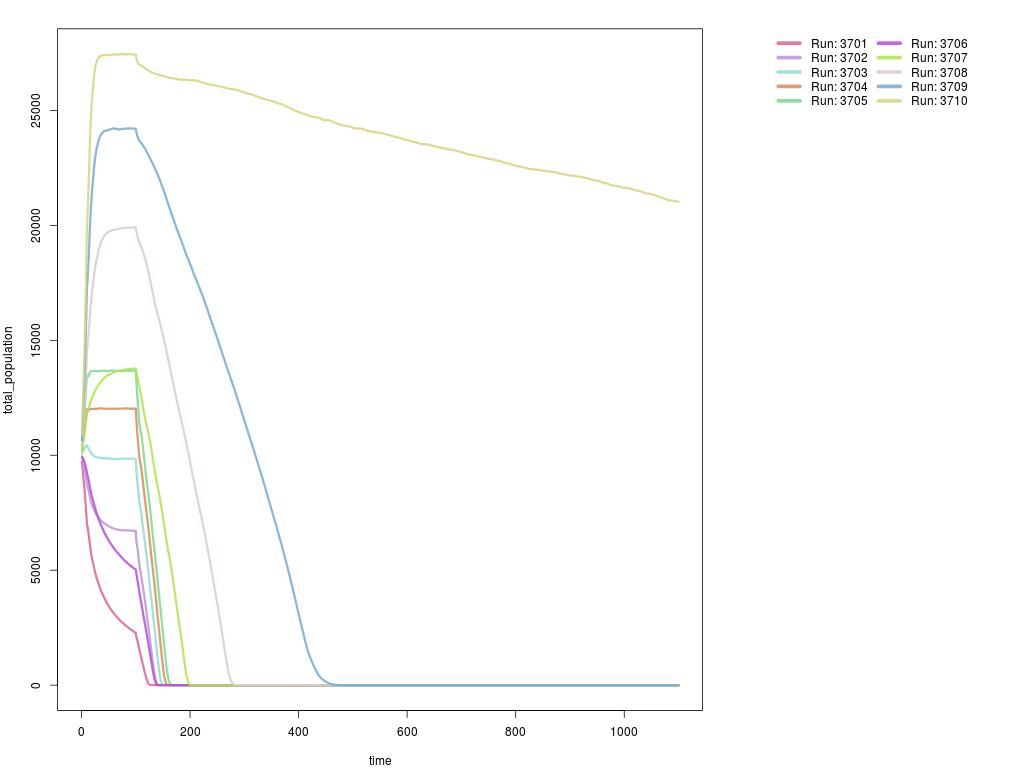 total_population
25000
20000
15000
10000
5000
0
0 200 400 600 800 1000
time
Run: 3701 Run: 3706
Run: 3702 Run: 3707
Run: 3703 Run: 3708
Run: 3704 Run: 3709
Run: 3705 Run: 3710